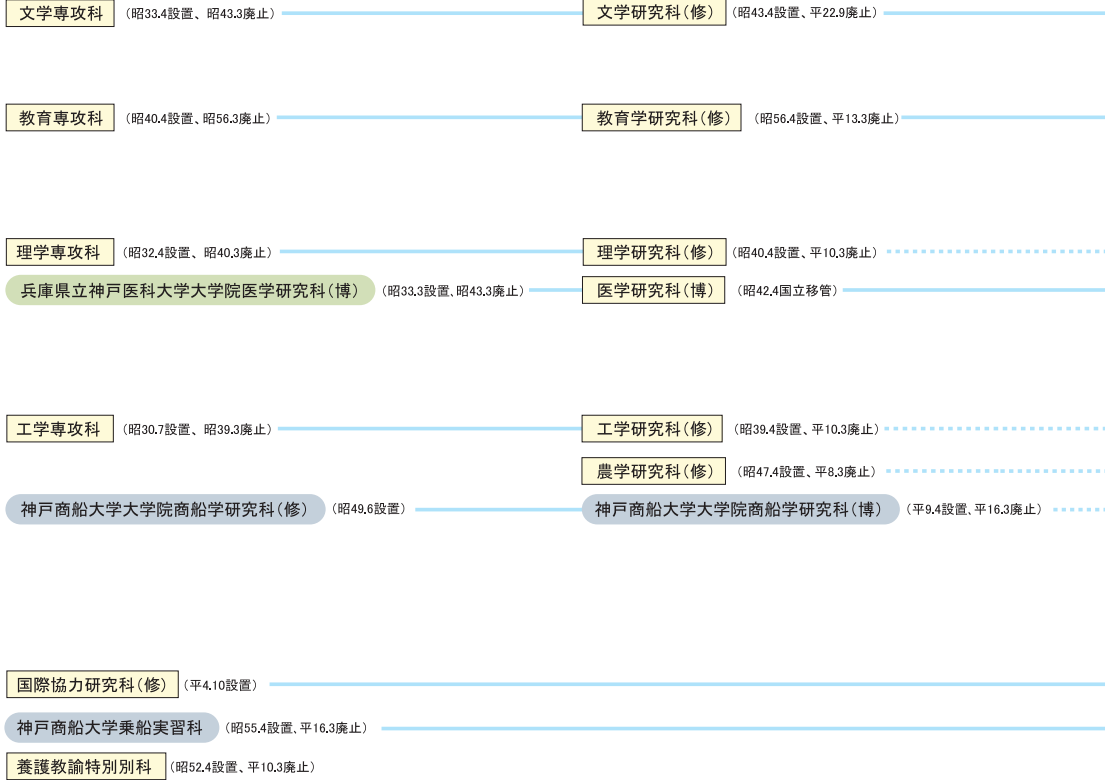 文学専攻科 （昭33.4設置、昭43.3廃止） 文学研究科（修） （昭43.4設置、平22.9廃止）
教育専攻科 （昭40.4設置、昭56.3廃止） 教育学研究科（修） （昭56.4設置、平13.3廃止）
理学専攻科 （昭32.4設置、昭40.3廃止） 理学研究科（修） （昭40.4設置、平10.3廃止）
兵庫県立神戸医科大学大学院医学研究科（博） （昭33.3設置、昭43.3廃止） 医学研究科（博） （昭42.4国立移管）
工学専攻科 （昭30.7設置、昭39.3廃止） 工学研究科（修） （昭39.4設置、平10.3廃止）
農学研究科（修） （昭47.4設置、平8.3廃止）
神戸商船大学大学院商船学研究科（修） （昭49.6設置） 神戸商船大学大学院商船学研究科（博） （平9.4設置、平16.3廃止）
国際協力研究科（修） （平4.10設置）
神戸商船大学乗船実習科 （昭55.4設置、平16.3廃止）
養護教諭特別別科 （昭52.4設置、平10.3廃止）